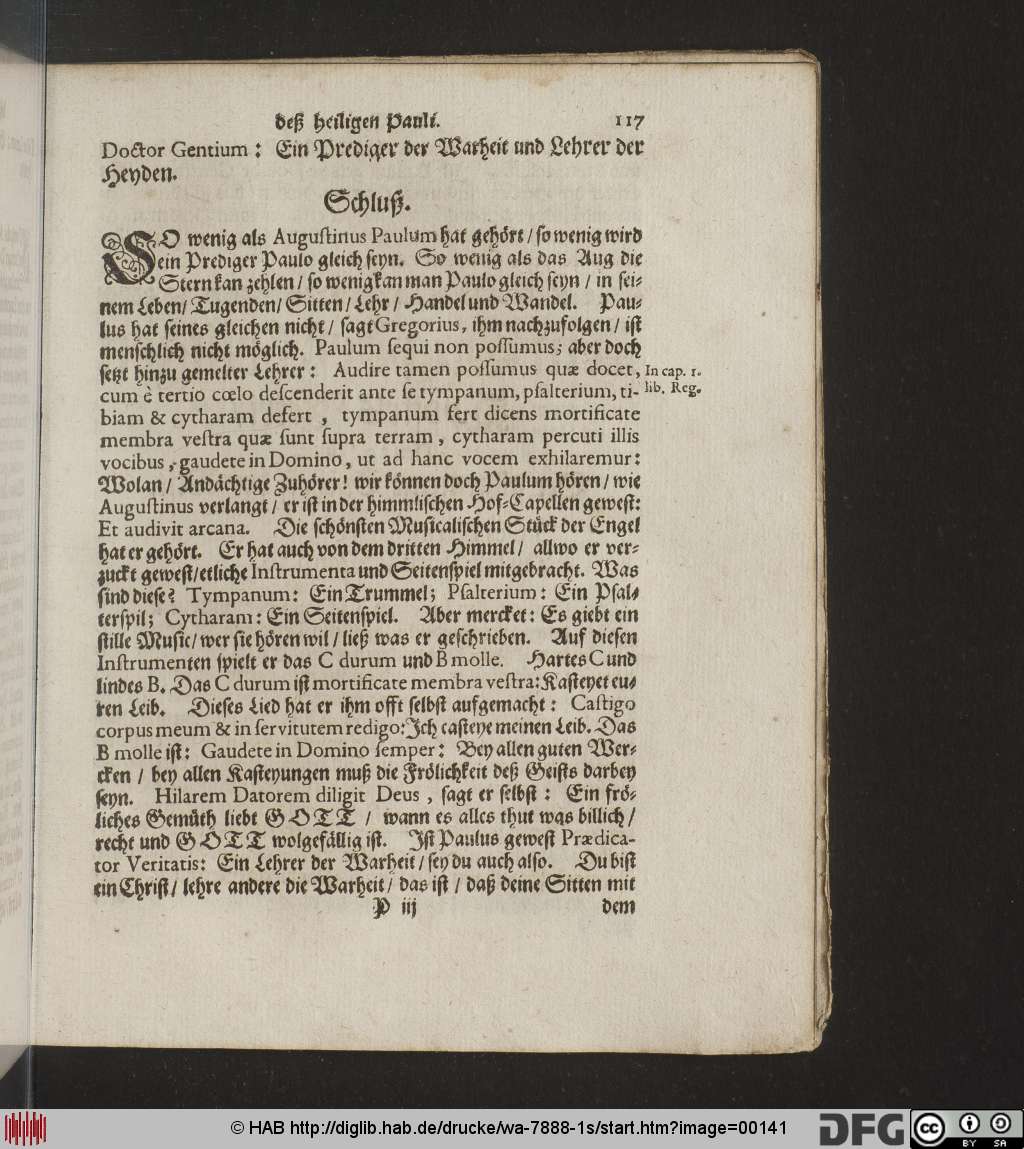 deß heiligen Pauli. 117
Doctor Gentium: Ein Prediger der Warheit und Lehrer der
Heyden.
Schluß.
SO wenig als Augustinus Paulum hat gehört / so wenig wird
ein Prediger Paulo gleich seyn. So wenig als das Aug die
Stern kan zehlen / so wenig kan man Paulo gleich seyn / in sei-
nem Leben / Tugenden / Sitten / Lehr / Handel und Wandel. Pau-
lus hat seines gleichen nicht / sagt Gregorius, ihm nachzufolgen / ist
menschlich nicht möglich. Paulum sequi non possumus; aber doch
setzt hinzu gemelter Lehrer: Audire tamen possumus quæ docet,
In cap. 1.
lib. Reg.
cum è tertio cœlo descenderit ante se tympanum, psalterium, ti-
biam & cytharam defert, tympanum fert dicens mortificate
membra vestra quæ sunt supra terram, cytharam percuti illis
vocibus, gaudete in Domino, ut ad hanc vocem exhilaremur:
Wolan / Andächtige Zuhörer! wir können doch Paulum hören / wie
Augustinus verlangt / er ist in der himmlischen Hof-Capellen gewest:
Et audivit arcana. Die schönsten Musicalischen Stück der Engel
hat er gehört. Er hat auch von dem dritten Himmel / allwo er ver-
zuckt gewest / etliche Instrumenta und Seitenspiel mitgebracht. Was
sind diese? Tympanum: Ein Trummel; Psalterium: Ein Psal-
terspil; Cytharam: Ein Seitenspiel. Aber mercket: Es giebt ein
stille Music / wer sie hören wil / ließ was er geschrieben. Auf diesen
Instrumenten spielt er das C durum und B molle. Hartes C und
lindes B. Das C durum ist mortificate membra vestra: Kasteyet eu-
ren Leib. Dieses Lied hat er ihm offt selbst aufgemacht: Castigo
corpus meum & in servitutem redigo: Ich casteye meinen Leib. Das
B molle ist: Gaudete in Domino semper: Bey allen guten Wer-
cken / bey allen Kasteyungen muß die Frölichkeit deß Geists darbey
seyn. Hilarem Datorem diligit Deus, sagt er selbst: Ein frö-
liches Gemüth liebt GOTT / wann es alles thut was billich /
recht und GOTT wolgefällig ist. Ist Paulus gewest Prædica-
tor Veritatis: Ein Lehrer der Warheit / sey du auch also. Du bist
ein Christ / lehre andere die Warheit / das ist / daß deine Sitten mit
P iij dem
© HAB http://diglib.hab.de/drucke/wa-7888-1s/start.htm?image=00141
DFG
cc BY SA